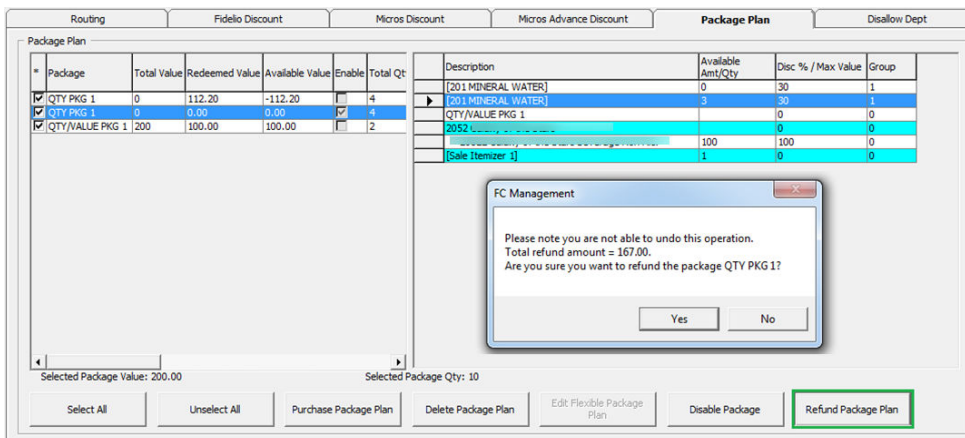 Routing
Fidelio Discount
Micros Discount
Micros Advance Discount
Package Plan
Disallow Dept
Package Plan
* Package Total Value Redeemed Value Available Value Enable Total Qt
QTY PKG 1 0 112.20 -112.20 4
QTY PKG 1 0 0.00 0.00 4
QTY/VALUE PKG 1 200 100.00 100.00 2
Description Available Amt/Qty Disc % / Max Value Group
[201 MINERAL WATER] 0 30 1
[201 MINERAL WATER] 3 30 1
QTY/VALUE PKG 1 0 0
2052 0 0
100 100 0
[Sale Itemizer 1] 1 0 0
FC Management
Please note you are not able to undo this operation.
Total refund amount = 167.00.
Are you sure you want to refund the package QTY PKG 1?
Yes
No
Selected Package Value: 200.00
Selected Package Qty: 10
Select All
Unselect All
Purchase Package Plan
Delete Package Plan
Edit Flexible Package
Plan
Disable Package
Refund Package Plan